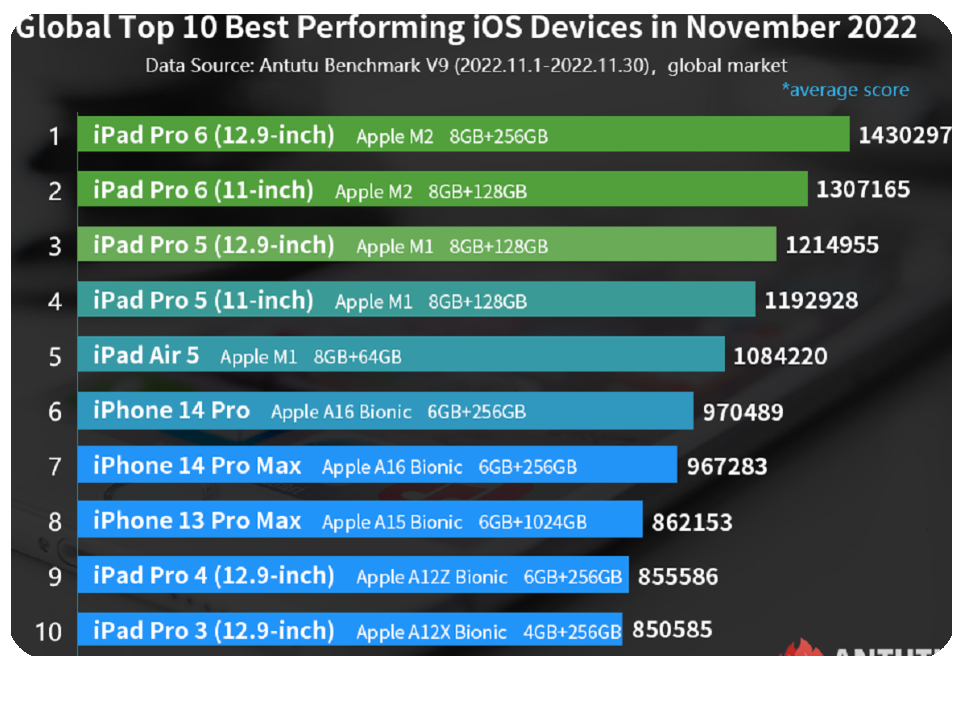 Global Top 10 Best Performing iOS Devices in November 2022
Data Source: Antutu Benchmark V9 (2022.11.1-2022.11.30), global market
*average score
1 iPad Pro 6 (12.9-inch) Apple M2 8GB+256GB 1430297
2 iPad Pro 6 (11-inch) Apple M2 8GB+128GB 1307165
3 iPad Pro 5 (12.9-inch) Apple M1 8GB+128GB 1214955
4 iPad Pro 5 (11-inch) Apple M1 8GB+128GB 1192928
5 iPad Air 5 Apple M1 8GB+64GB 1084220
6 iPhone 14 Pro Apple A16 Bionic 6GB+256GB 970489
7 iPhone 14 Pro Max Apple A16 Bionic 6GB+256GB 967283
8 iPhone 13 Pro Max Apple A15 Bionic 6GB+1024GB 862153
9 iPad Pro 4 (12.9-inch) Apple A12Z Bionic 6GB+256GB 855586
10 iPad Pro 3 (12.9-inch) Apple A12X Bionic 4GB+256GB 850585